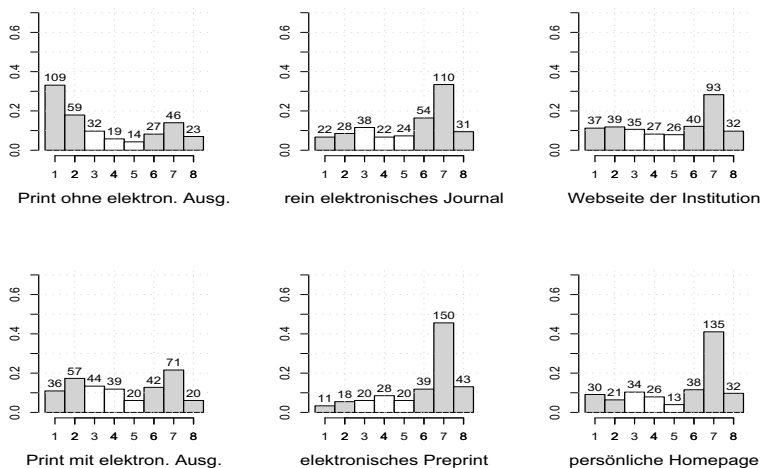 0.0 0.2 0.4 0.6
109 59 32 19 14 27 46 23
1 2 3 4 5 6 7 8
Print ohne elektron. Ausg.
0.0 0.2 0.4 0.6
22 28 38 22 24 54 110 31
1 2 3 4 5 6 7 8
rein elektronisches Journal
0.0 0.2 0.4 0.6
37 39 35 27 26 40 93 32
1 2 3 4 5 6 7 8
Webseite der Institution
0.0 0.2 0.4 0.6
36 57 44 39 20 42 71 20
1 2 3 4 5 6 7 8
Print mit elektron. Ausg.
0.0 0.2 0.4 0.6
11 18 20 28 20 39 150 43
1 2 3 4 5 6 7 8
elektronisches Preprint
0.0 0.2 0.4 0.6
30 21 34 26 13 38 135 32
1 2 3 4 5 6 7 8
persönliche Homepage